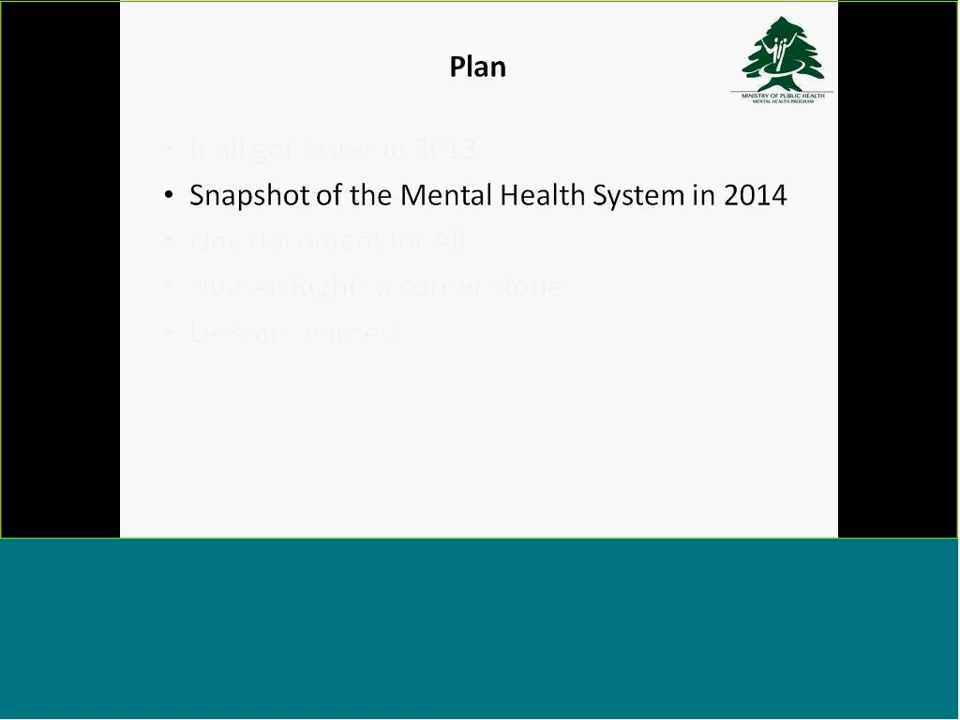 Plan
MINISTRY OF PUBLIC HEALTH
MENTAL HEALTH PROGRAM
• It All got faster in 2013
• Snapshot of the Mental Health System in 2014
• One document for All
• Human Rights a corner stone
• Lessons learned